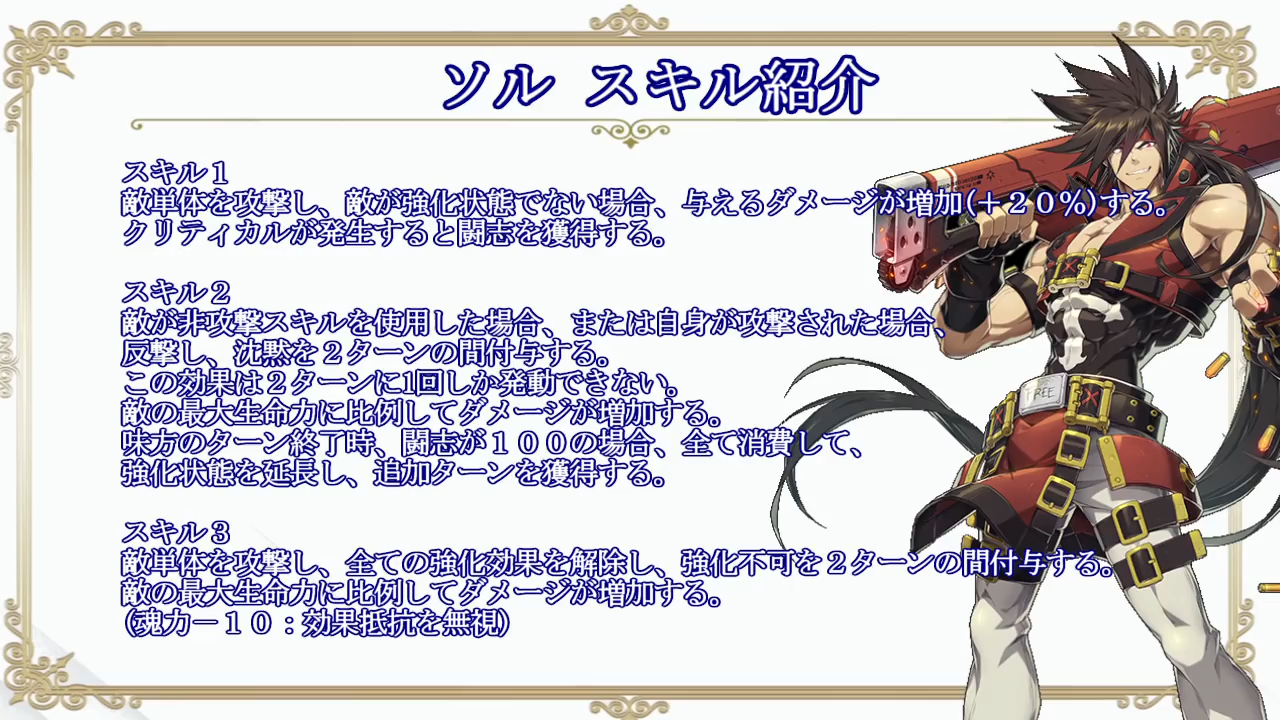 ソル スキル紹介
スキル１
敵単体を攻撃し、敵が強化状態でない場合、与えるダメージが増加(＋２０％)する。
クリティカルが発生すると闘志を獲得する。
スキル２
敵が非攻撃スキルを使用した場合、または自身が攻撃された場合、
反撃し、沈黙を２ターンの間付与する。
この効果は２ターンに1回しか発動できない。
敵の最大生命力に比例してダメージが増加する。
味方のターン終了時、闘志が１００の場合、全て消費して、
強化状態を延長し、追加ターンを獲得する。
スキル３
敵単体を攻撃し、全ての強化効果を解除し、強化不可を２ターンの間付与する。
敵の最大生命力に比例してダメージが増加する。
(魂力－１０：効果抵抗を無視)
FREE